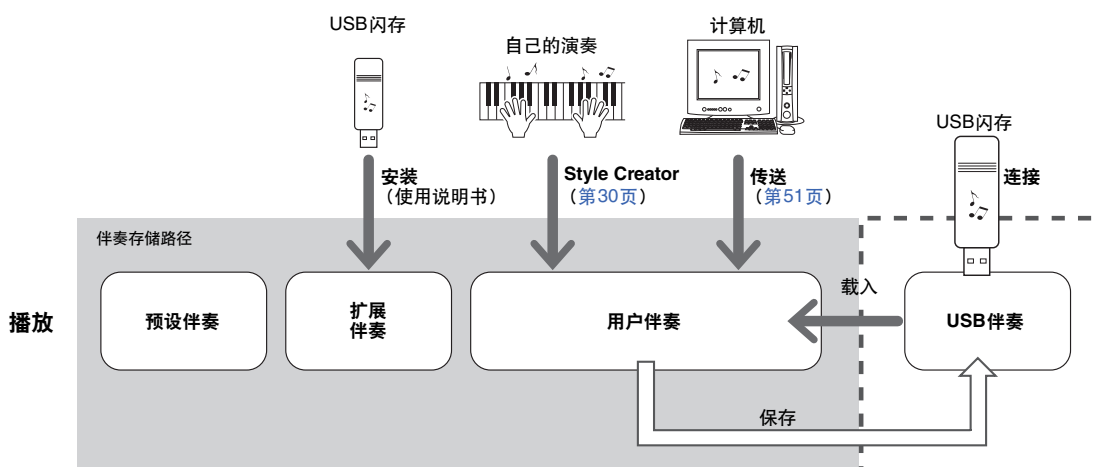 USB闪存
自己的演奏
计算机
USB闪存
安装
（使用说明书）
Style Creator
（第30页）
传送
（第51页）
连接
伴奏存储路径
载入
播放
预设伴奏
扩展
伴奏
用户伴奏
USB伴奏
保存